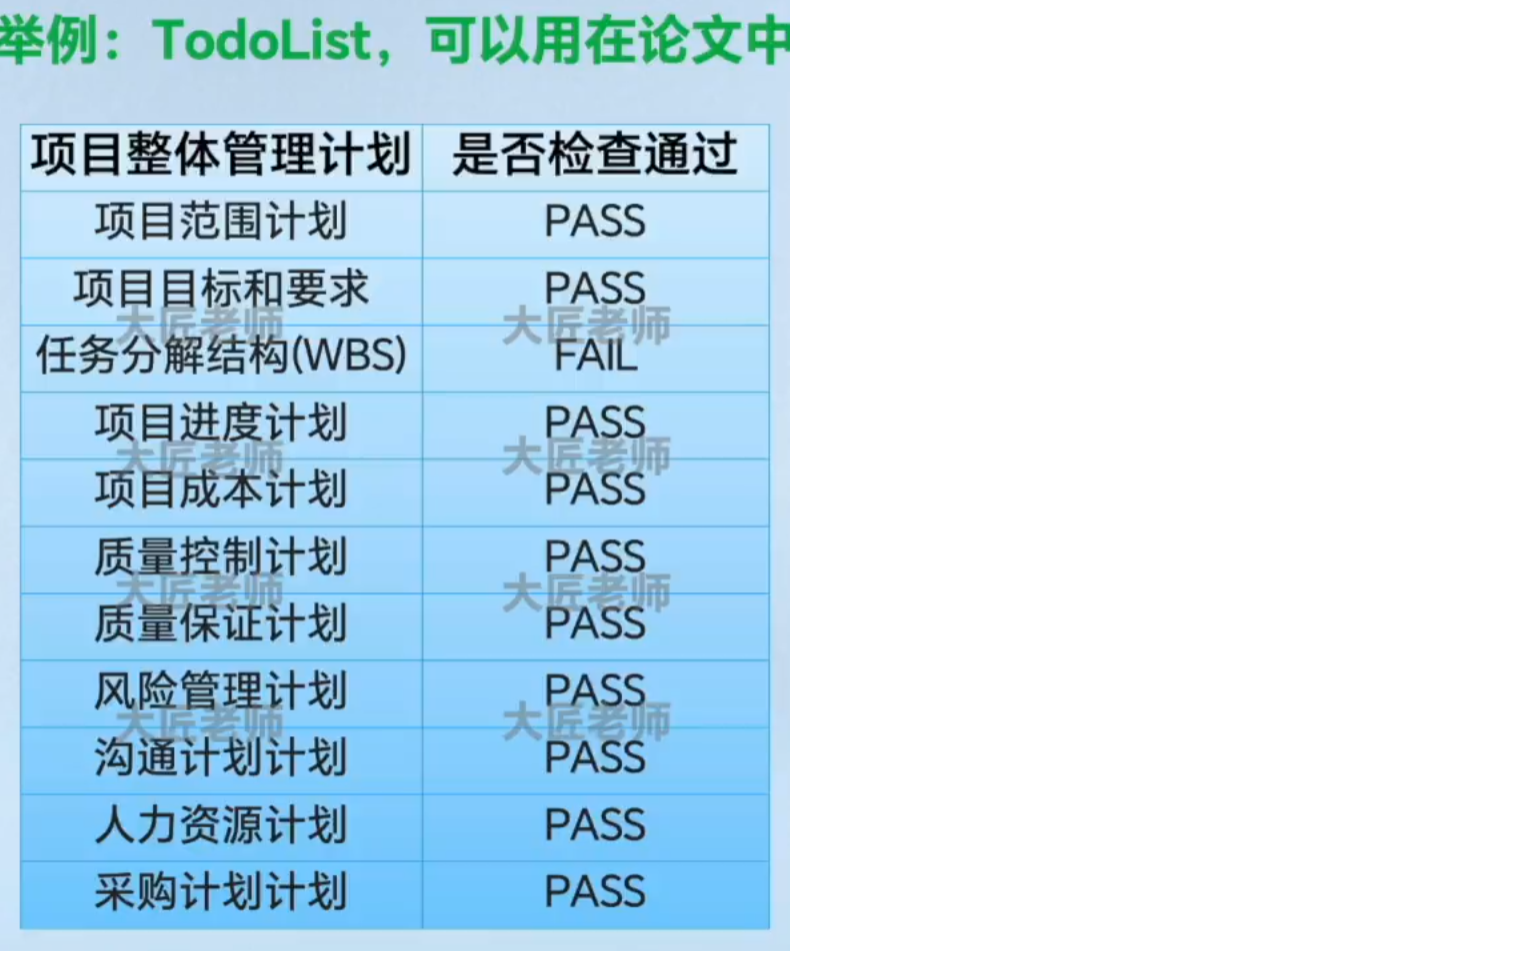 举例：TodoList，可以用在论文中
项目整体管理计划 是否检查通过
项目范围计划 PASS
项目目标和要求 PASS
大匠老师 大匠老师
任务分解结构(WBS) FAIL
项目进度计划 PASS
大匠老师 大匠老师
项目成本计划 PASS
质量控制计划 PASS
大匠老师 大匠老师
质量保证计划 PASS
风险管理计划 PASS
大匠老师 大匠老师
沟通计划计划 PASS
人力资源计划 PASS
采购计划计划 PASS